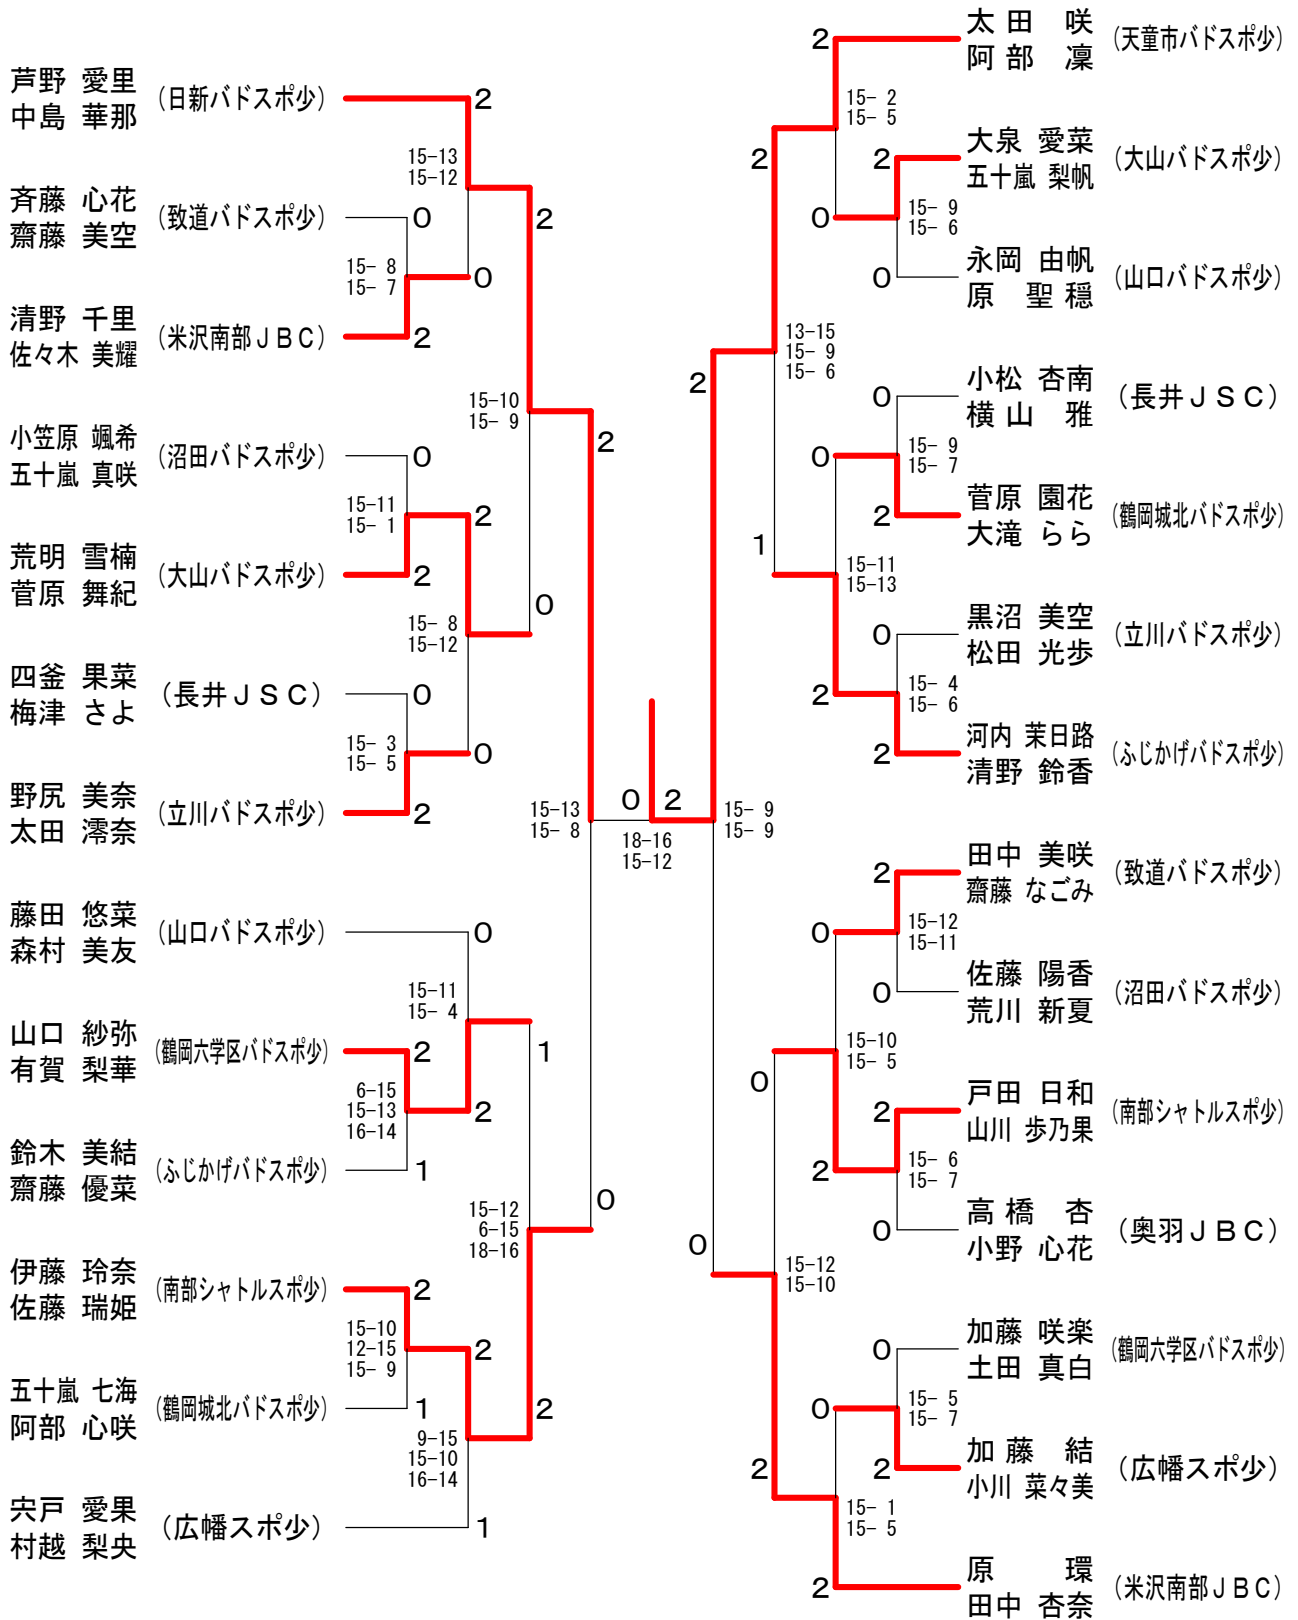 芦野 愛里
中島 華那
(日新バドスポ少)
2
15-13
15-12
斉藤 心花
齋藤 美空
(致道バドスポ少)
0
2
15- 8
15- 7
0
清野 千里
佐々木 美耀
(米沢南部JBC)
2
15-10
15- 9
2
小笠原 颯希
五十嵐 真咲
(沼田バドスポ少)
0
15-11
15- 1
2
荒明 雪楠
菅原 舞紀
(大山バドスポ少)
2
0
15- 8
15-12
四釜 果菜
梅津 さよ
(長井JSC)
0
15- 3
15- 5
0
野尻 美奈
太田 澪奈
(立川バドスポ少)
2
15-13
15- 8
0
2
18-16
15-12
藤田 悠菜
森村 美友
(山口バドスポ少)
0
15-11
15- 4
山口 紗弥
有賀 梨華
(鶴岡六学区バドスポ少)
2
1
6-15
15-13
16-14
2
鈴木 美結
齋藤 優菜
(ふじかげバドスポ少)
1
15-12
6-15
18-16
0
伊藤 玲奈
佐藤 瑞姫
(南部シャトルスポ少)
2
15-10
12-15
15- 9
2
五十嵐 七海
阿部 心咲
(鶴岡城北バドスポ少)
1
2
9-15
15-10
16-14
宍戸 愛果
村越 梨央
(広幡スポ少)
1
2
太田 咲
阿部 凜
(天童市バドスポ少)
15- 2
15- 5
2
2
大泉 愛菜
五十嵐 梨帆
(大山バドスポ少)
0
15- 9
15- 6
0
永岡 由帆
原 聖穏
(山口バドスポ少)
13-15
15- 9
15- 6
2
0
小松 杏南
横山 雅
(長井JSC)
0
15- 9
15- 7
2
菅原 園花
大滝 らら
(鶴岡城北バドスポ少)
1
15-11
15-13
0
黒沼 美空
松田 光歩
(立川バドスポ少)
2
15- 4
15- 6
2
河内 茉日路
清野 鈴香
(ふじかげバドスポ少)
15- 9
15- 9
2
田中 美咲
齋藤 なごみ
(致道バドスポ少)
0
15-12
15-11
0
佐藤 陽香
荒川 新夏
(沼田バドスポ少)
15-10
15- 5
0
2
戸田 日和
山川 歩乃果
(南部シャトルスポ少)
2
15- 6
15- 7
0
高橋 杏
小野 心花
(奥羽JBC)
0
15-12
15-10
0
加藤 咲楽
土田 真白
(鶴岡六学区バドスポ少)
0
15- 5
15- 7
2
2
加藤 結
小川 菜々美
(広幡スポ少)
15- 1
15- 5
2
原 環
田中 杏奈
(米沢南部JBC)